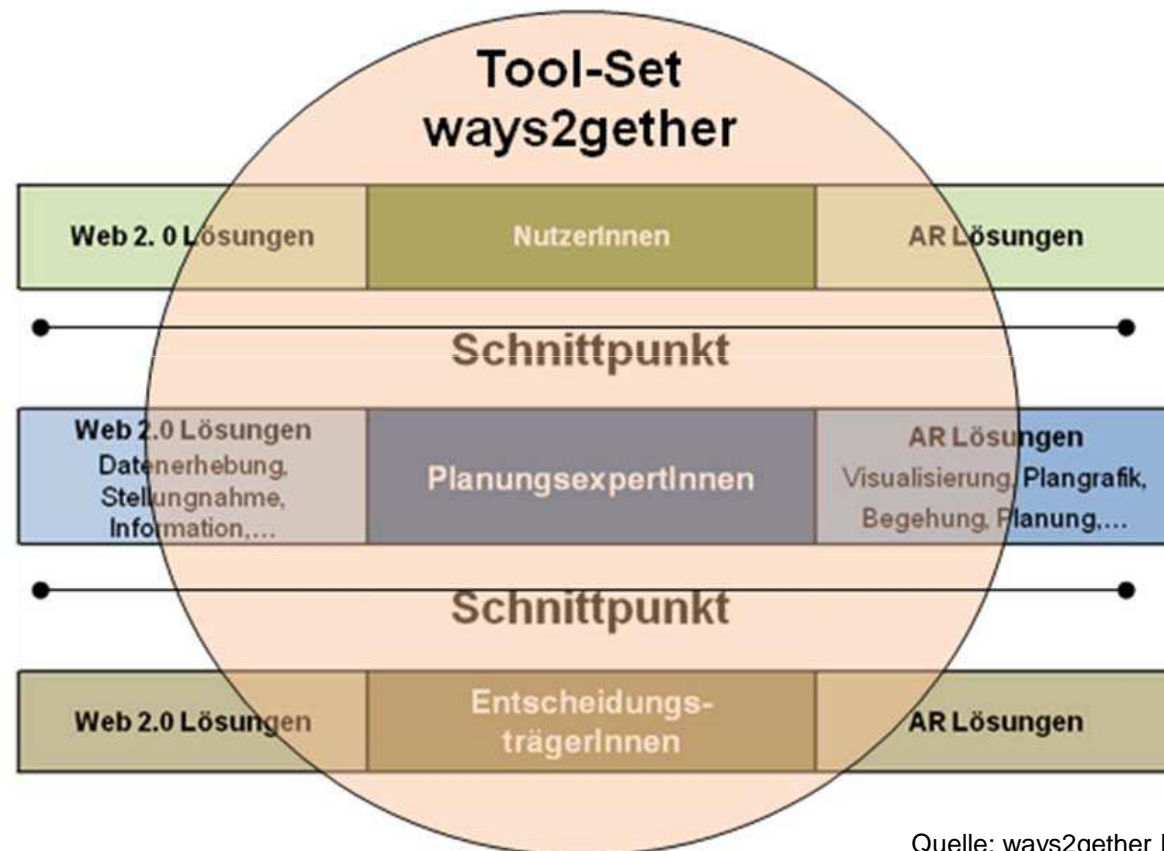 Tool-Set
ways2gether
Web 2. 0 Lösungen
NutzerInnen
AR Lösungen
Schnittpunkt
Web 2.0 Lösungen
Datenerhebung,
Stellungnahme,
Information,...
PlanungsexpertInnen
AR Lösungen
Visualisierung, Plangrafik,
Begehung, Planung,...
Schnittpunkt
Web 2.0 Lösungen
Entscheidungs-
trägerInnen
AR Lösungen
Quelle: ways2gether